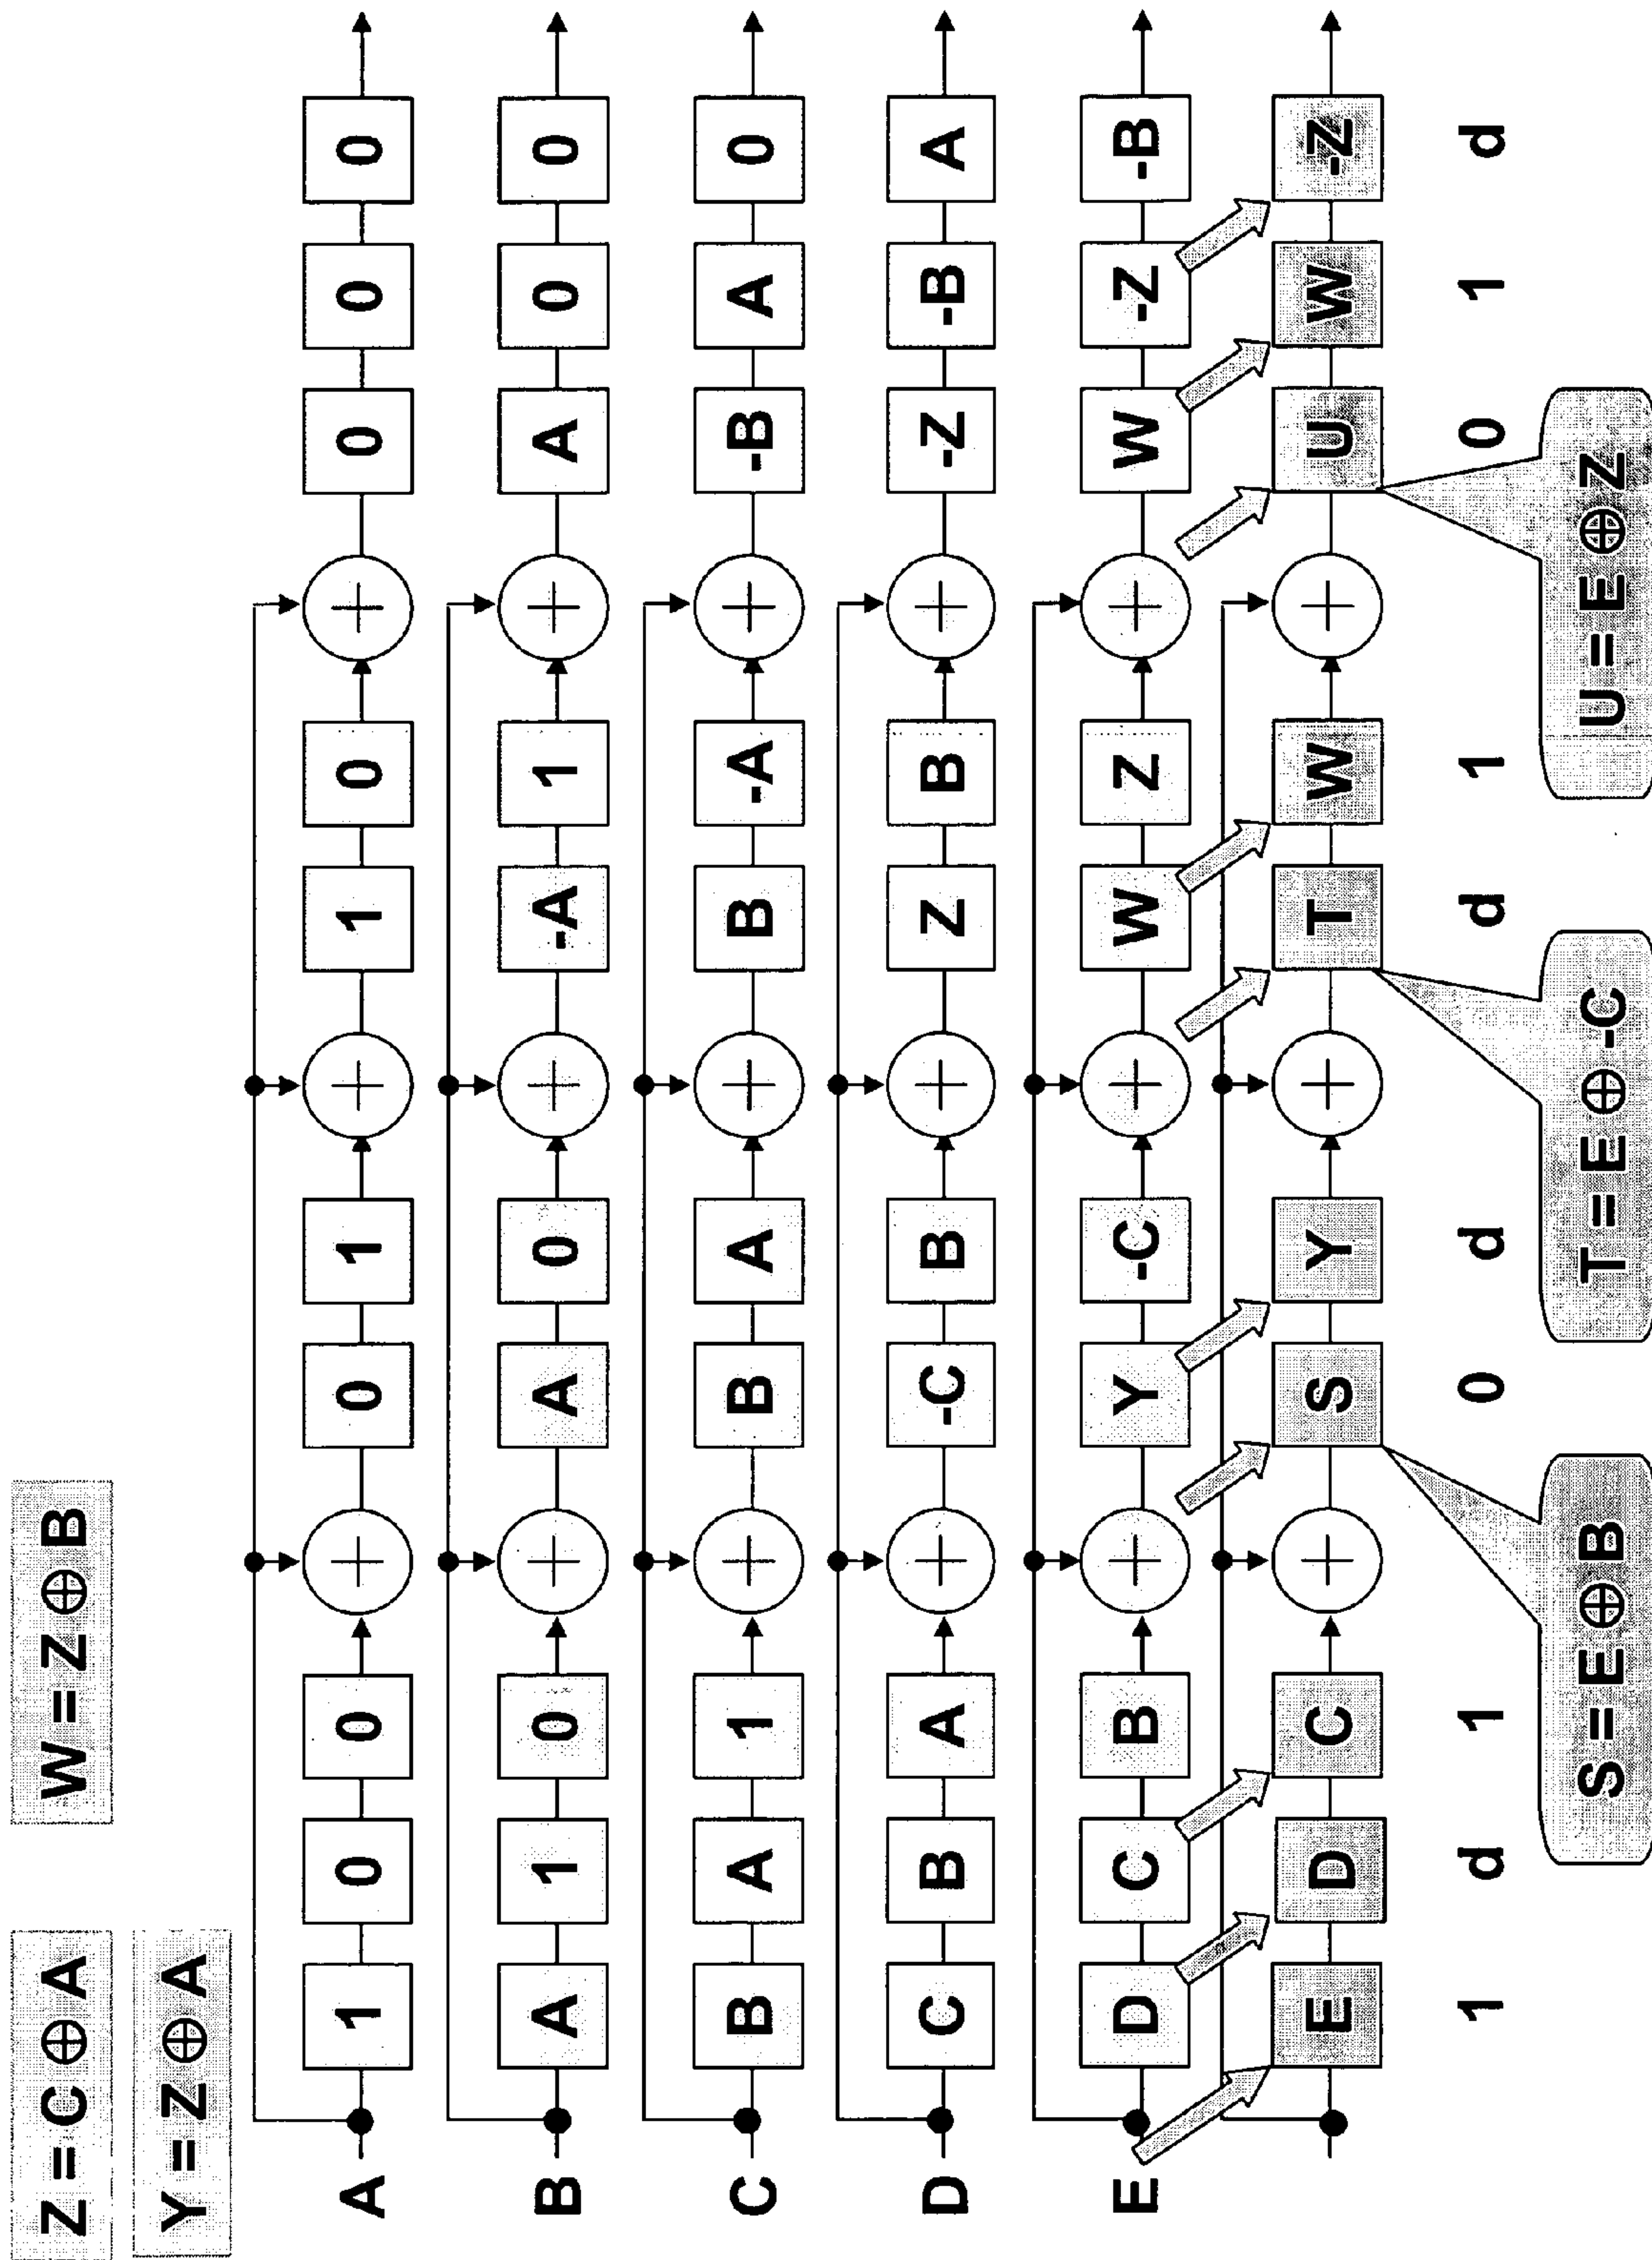 Z = C ⊕ A W = Z ⊕ B
Y = Z ⊕ A
A 1 0 0 + 0 1 + 1 0 + 0 0 0
B A 1 0 + A 0 + -A 1 + A 0 0
C B A 1 + B A + B -A + -B A 0
D C B A + -C B + Z B + -Z -B A
E D C B + Y -C + W Z + W -Z -B
E D C + S Y + T W + U W -Z
1 d 1 0 d d 1 0 1 d
S = E ⊕ B T = E ⊕ -C U = E ⊕ Z